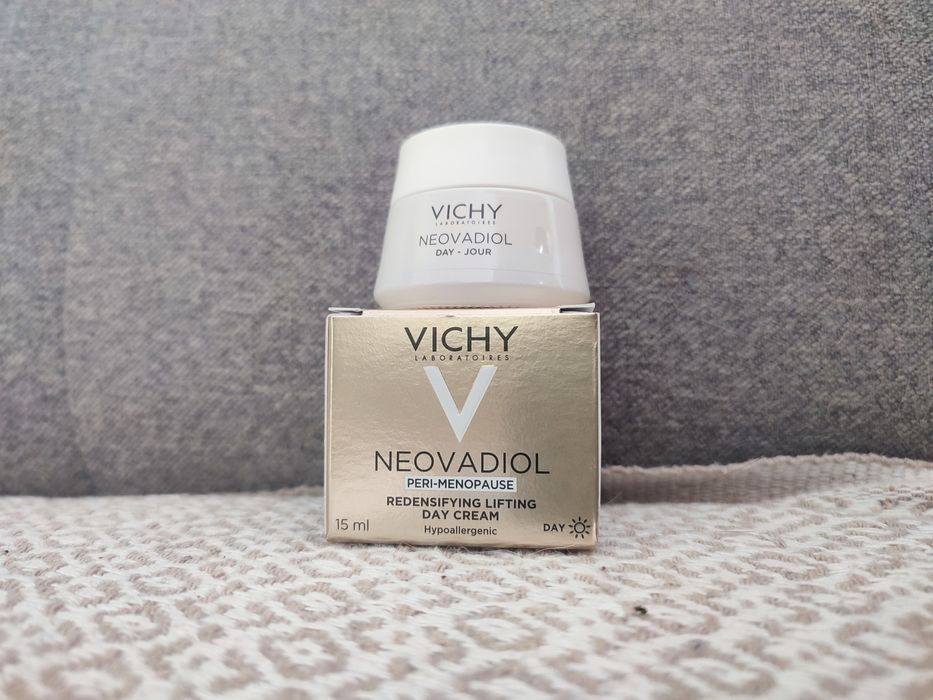 VICHY
LABORATOIRES
NEOVADIOL
DAY - JOUR
VICHY
LABORATOIRES
V
NEOVADIOL
PERI-MENOPAUSE
REDENSIFYING LIFTING
DAY CREAM
Hypoallergenic
15 ml
DAY